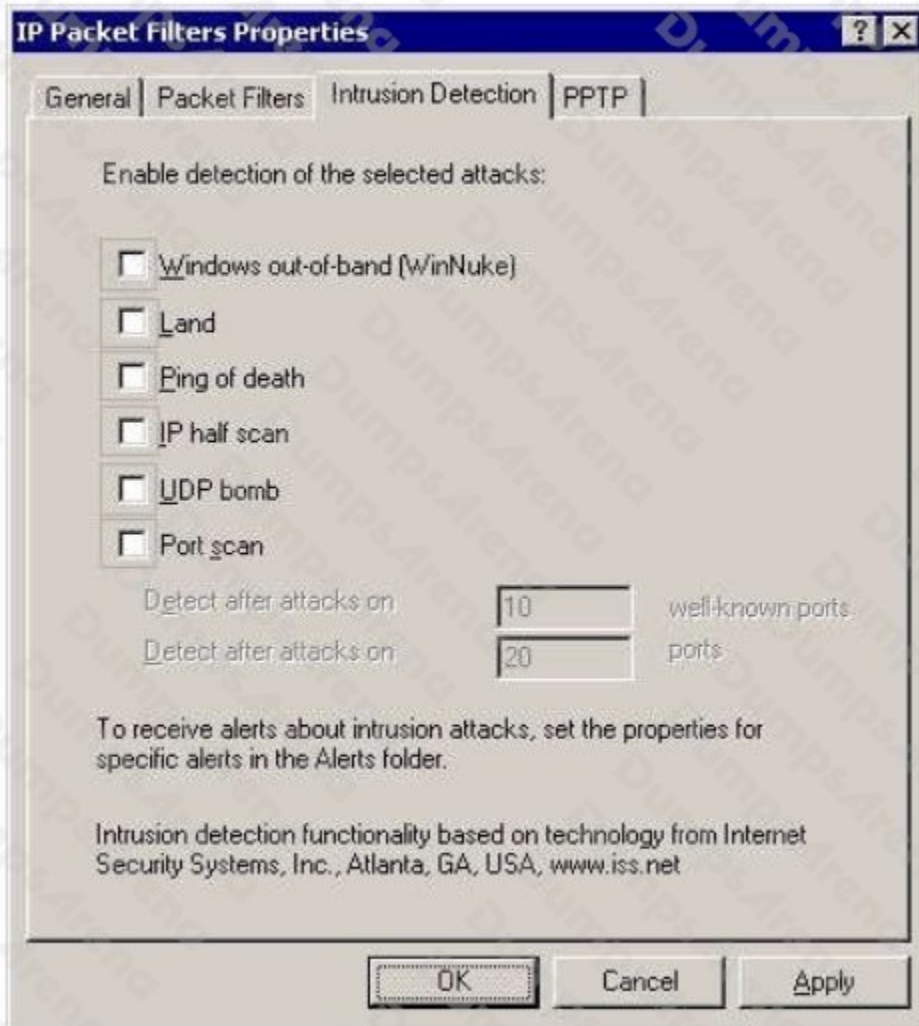 IP Packet Filters Properties
General
Packet Filters
Intrusion Detection
PPTP
Enable detection of the selected attacks:
Windows out-of-band (WinNuke)
Land
Ping of death
IP half scan
UDP bomb
Port scan
Detect after attacks on 10 well-known ports
Detect after attacks on 20 ports
To receive alerts about intrusion attacks, set the properties for
specific alerts in the Alerts folder.
Intrusion detection functionality based on technology from Internet
Security Systems, Inc., Atlanta, GA, USA, www.iss.net
OK
Cancel
Apply
DumpsArena